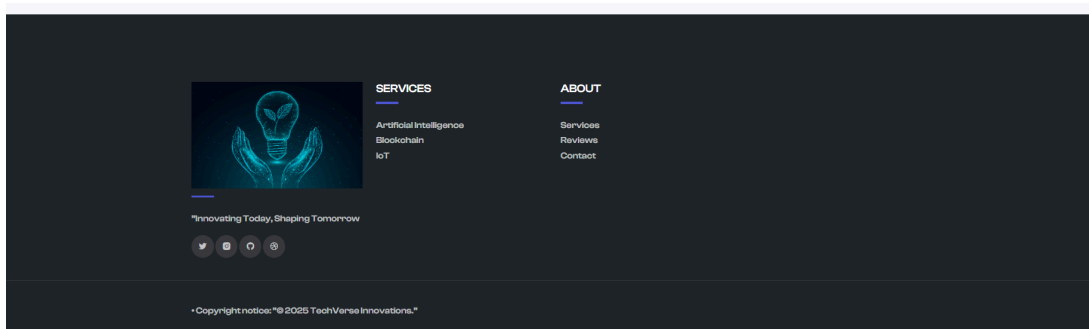 SERVICES
Artificial Intelligence
Blockchain
IoT
ABOUT
Services
Reviews
Contact
"Innovating Today, Shaping Tomorrow
• Copyright notice: "© 2025 TechVerse Innovations."